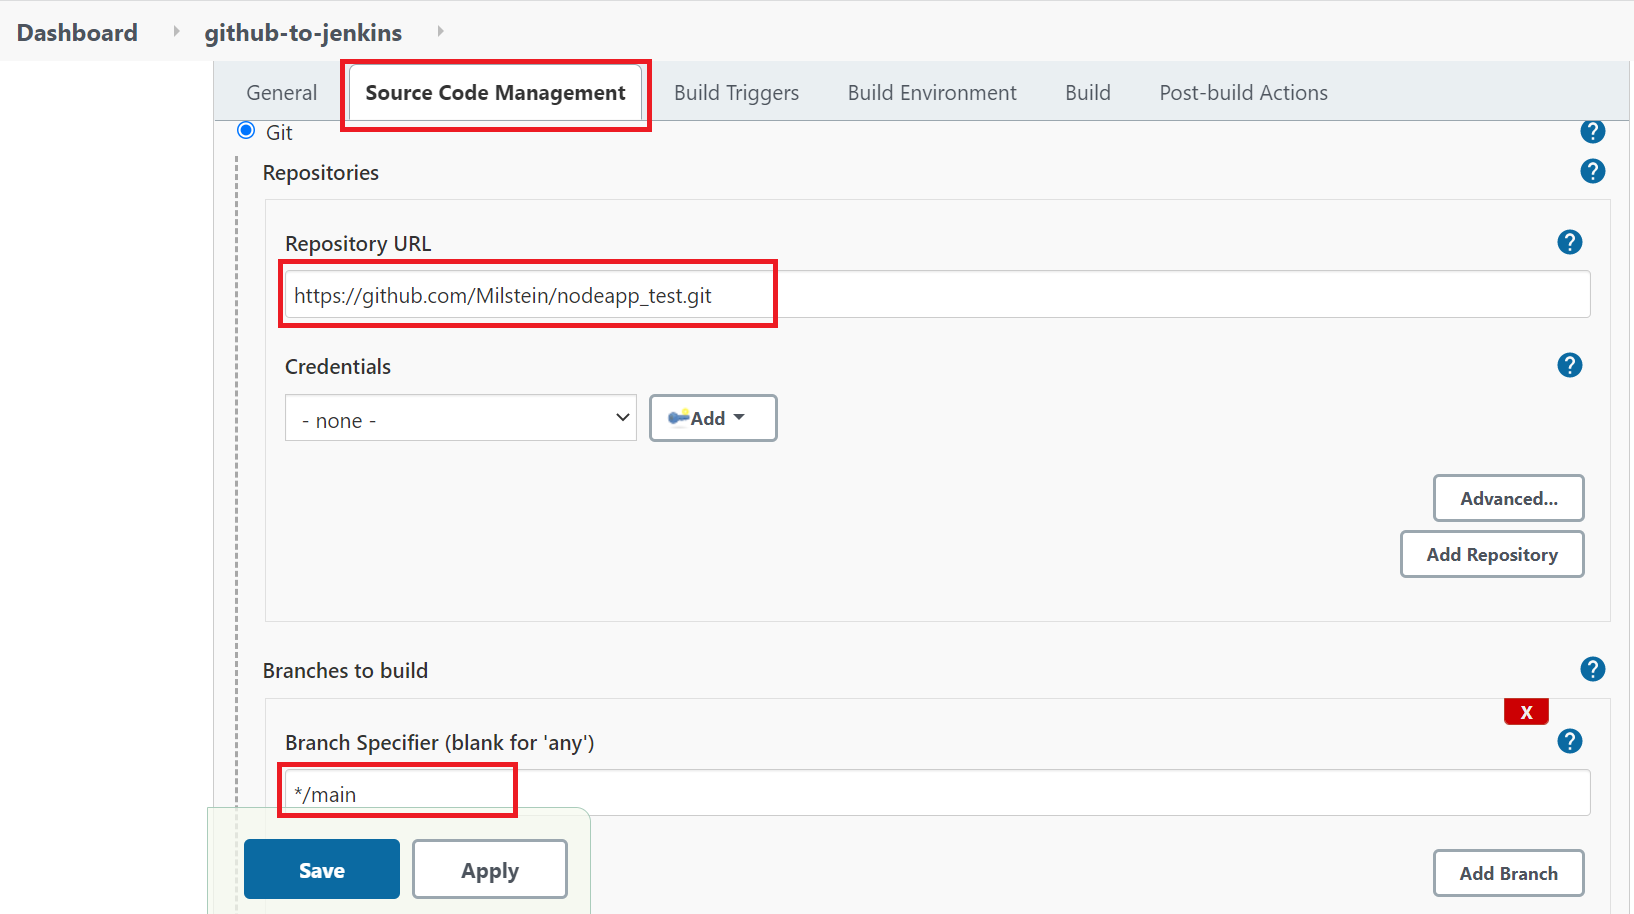 Dashboard github-to-jenkins
General Source Code Management Build Triggers Build Environment Build Post-build Actions
Git ?
Repositories ?
Repository URL ?
https://github.com/Milstein/nodeapp_test.git
Credentials ?
- none - Add
Advanced...
Add Repository
Branches to build ?
X
Branch Specifier (blank for 'any') ?
*/main
Save Apply Add Branch